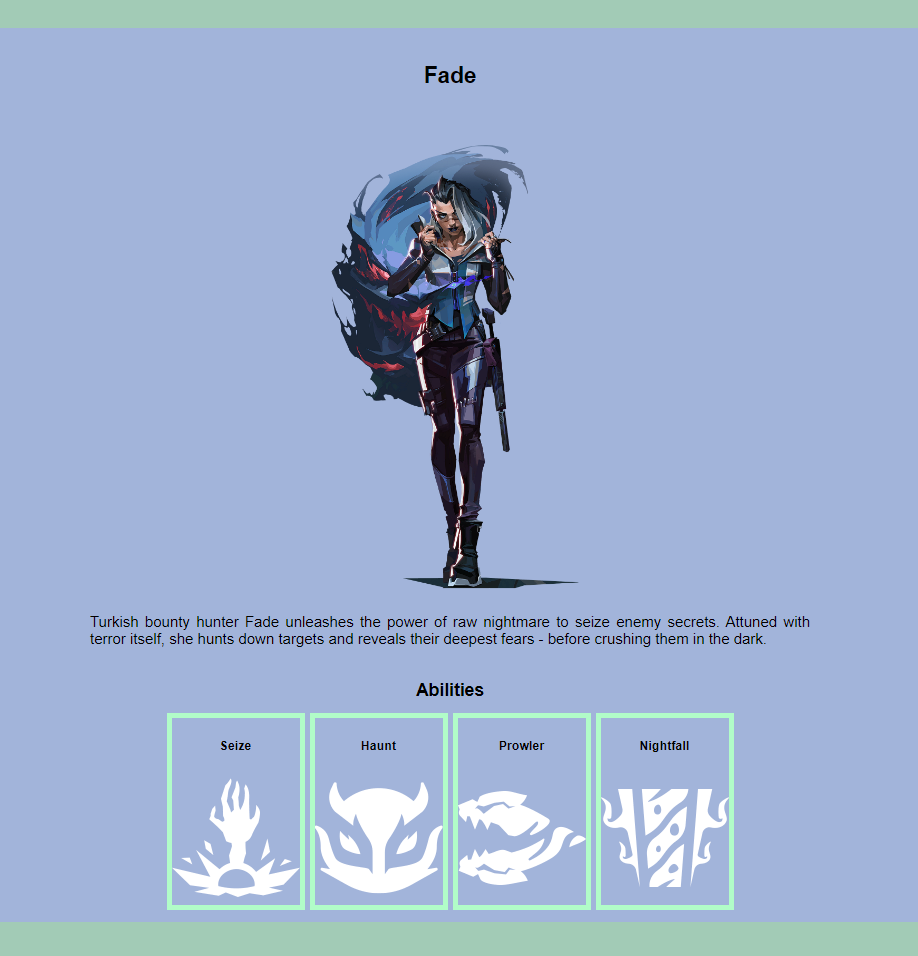 Fade
Turkish bounty hunter Fade unleashes the power of raw nightmare to seize enemy secrets. Attuned with
terror itself, she hunts down targets and reveals their deepest fears - before crushing them in the dark.
Abilities
Seize
Haunt
Prowler
Nightfall